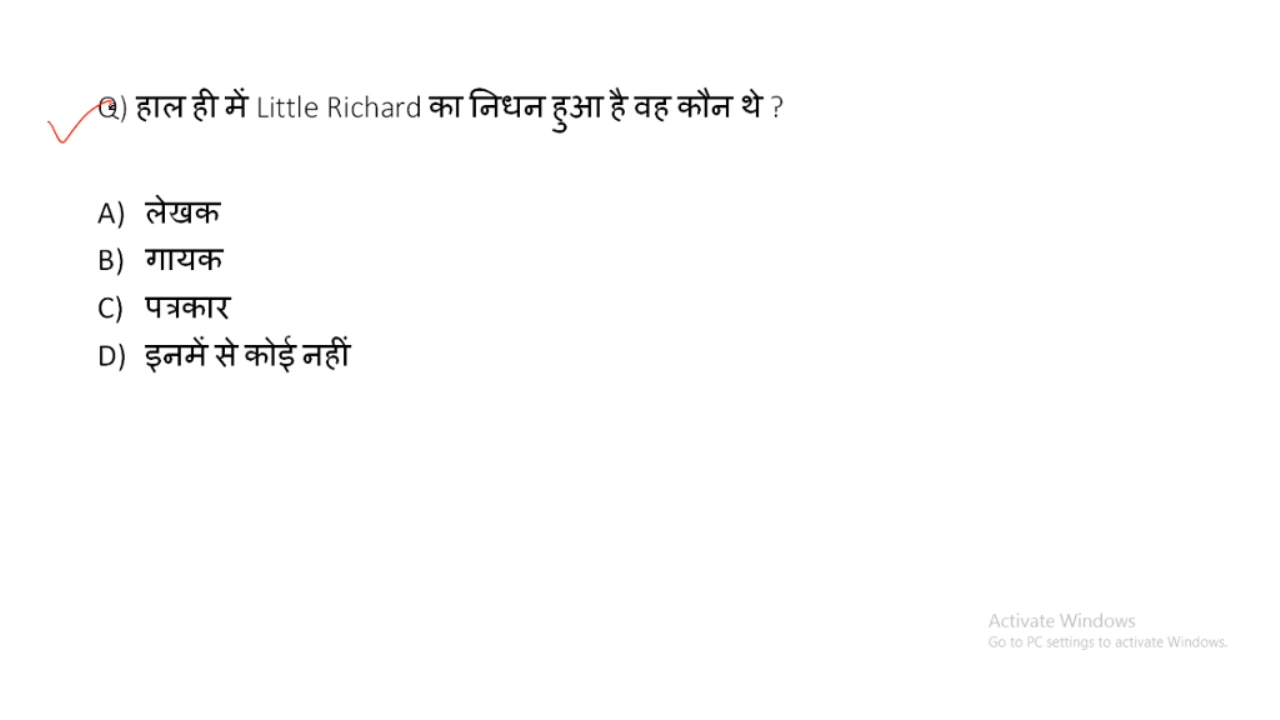 Q) हाल ही में Little Richard का निधन हुआ है वह कौन थे ?
A) लेखक
B) गायक
C) पत्रकार
D) इनमें से कोई नहीं
Activate Windows
Go to PC settings to activate Windows.